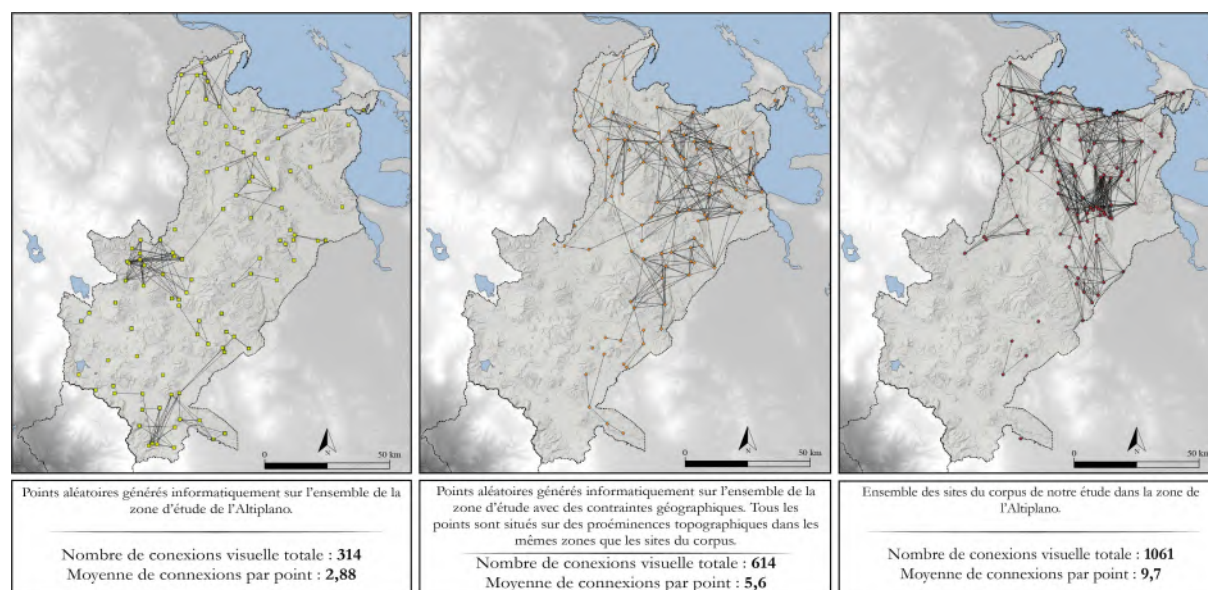 N
0
50 km
N
0
50 km
N
0
50 km
Points aléatoires générés informatiquement sur l'ensemble de la
zone d'étude de l'Altiplano.
Nombre de conexions visuelle totale : 314
Moyenne de connexions par point : 2,88
Points aléatoires générés informatiquement sur l'ensemble de la
zone d'étude avec des contraintes géographiques. Tous les
points sont situés sur des proéminences topographiques dans les
mêmes zones que les sites du corpus.
Nombre de conexions visuelle totale : 614
Moyenne de connexions par point : 5,6
Ensemble des sites du corpus de notre étude dans la zone de
l'Altiplano.
Nombre de conexions visuelle totale : 1061
Moyenne de connexions par point : 9,7